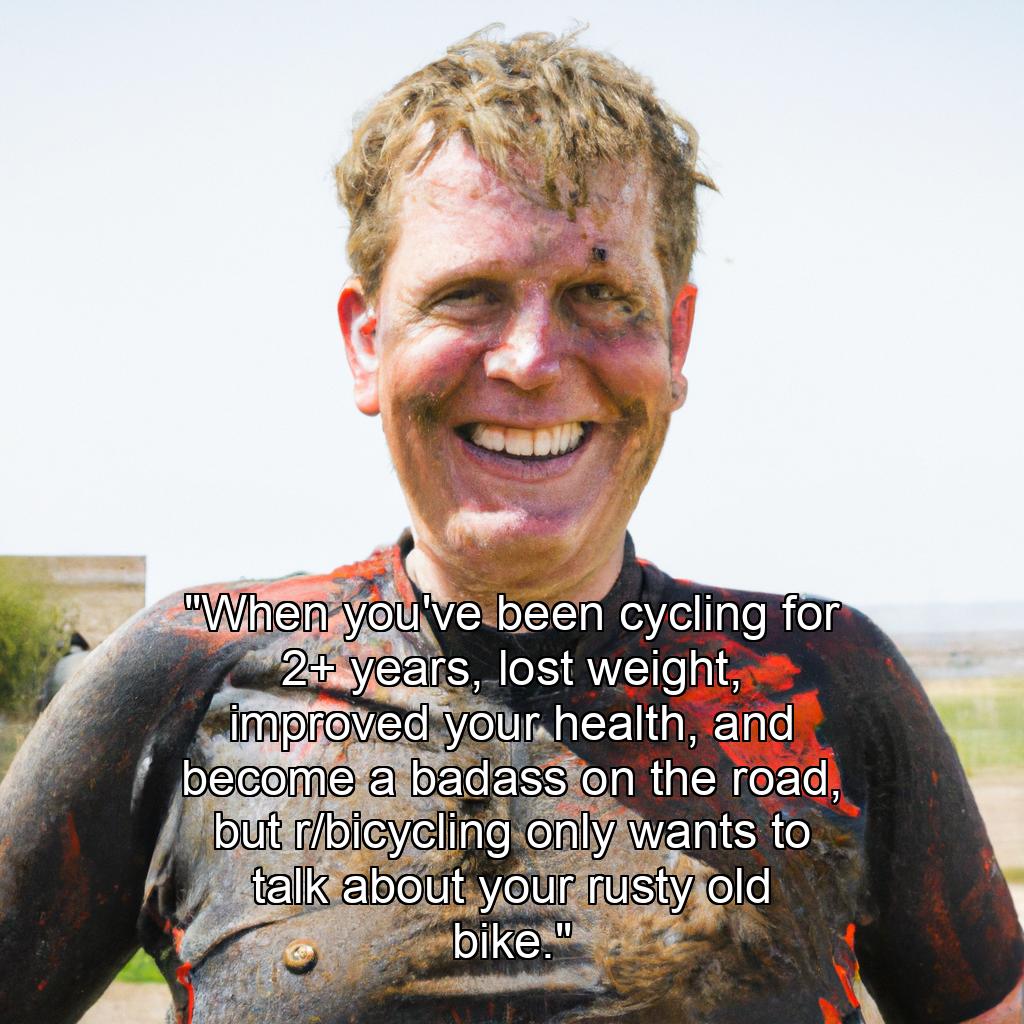 "When you've been cycling for
2+ years, lost weight,
improved your health, and
become a badass on the road,
but r/bicycling only wants to
talk about your rusty old
bike."